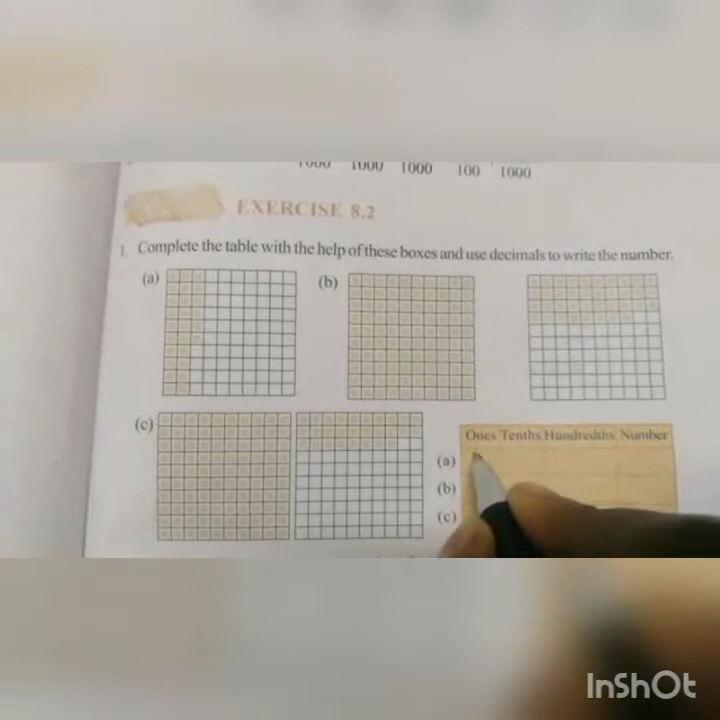 1000 1000 1000 100 ' 1000
EXERCISE 8.2
1. Complete the table with the help of these boxes and use decimals to write the number.
(a)
(b)
(c)
Ones Tenths Hundredths Number
(a)
(b)
(c)
InShOt